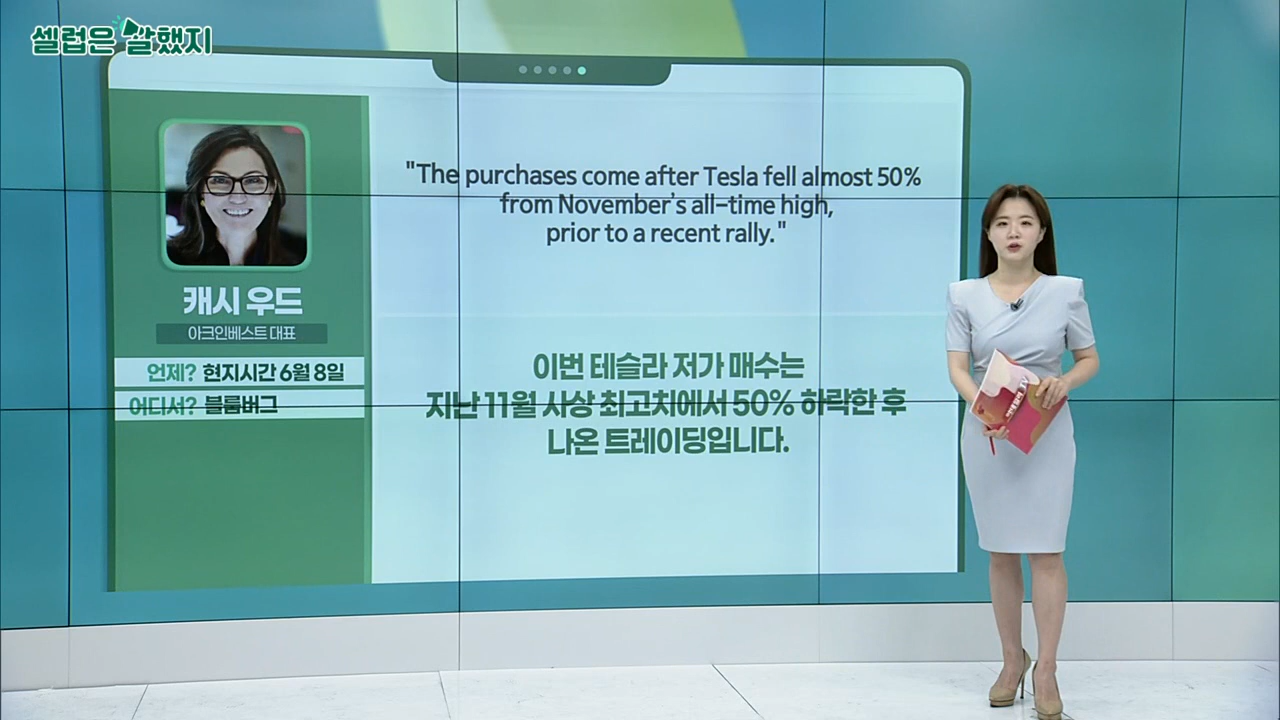 셀럽은 말했지
캐시 우드
아크인베스트 대표
언제? 현지시간 6월 8일
어디서? 블룸버그
"The purchases come after Tesla fell almost 50%
from November's all-time high,
prior to a recent rally."
이번 테슬라 저가 매수는
지난 11월 사상 최고치에서 50% 하락한 후
나온 트레이딩입니다.